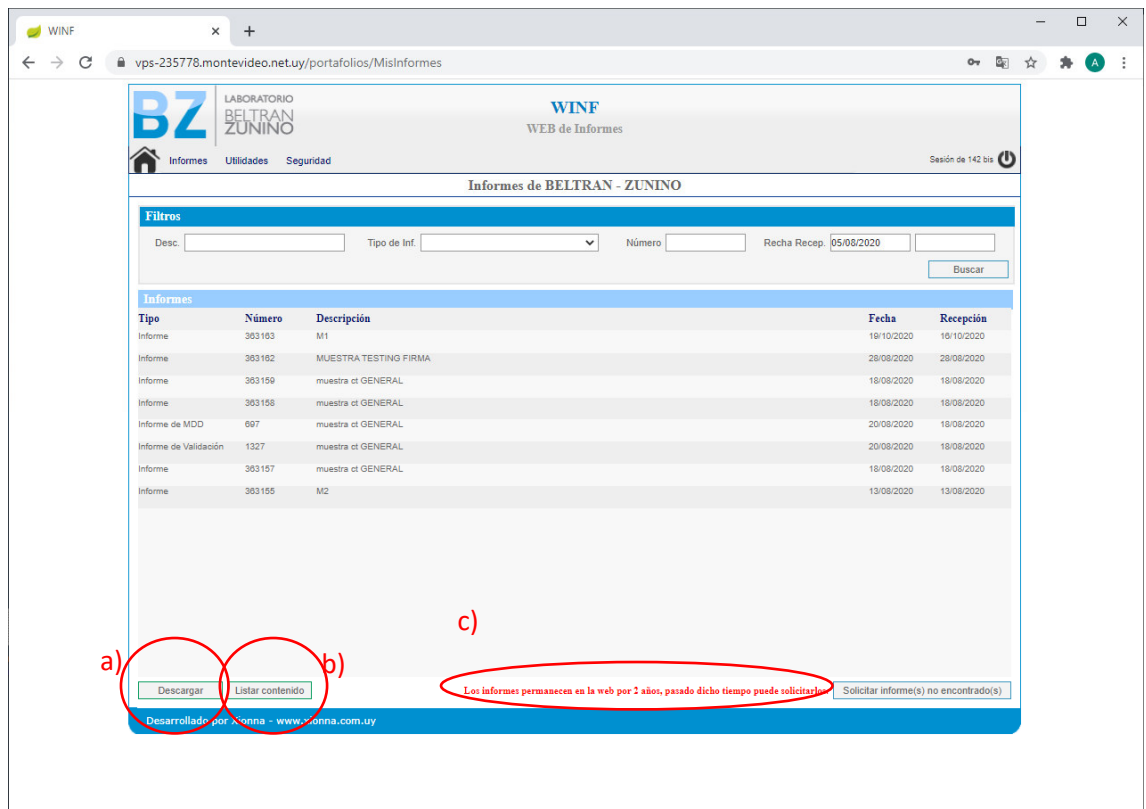 WINF
vps-235778.montevideo.net.uy/portafolios/MisInformes
A
BZ
LABORATORIO
BELTRAN
ZUNINO
WINF
WEB de Informes
Informes Utilidades Seguridad
Sesión de 142 bis
Informes de BELTRAN - ZUNINO
Filtros
Desc. Tipo de Inf. Número Recha Recep. 05/08/2020
Buscar
Informes
Tipo Número Descripción Fecha Recepción
Informe 363163 M1 19/10/2020 16/10/2020
Informe 363162 MUESTRA TESTING FIRMA 28/08/2020 28/08/2020
Informe 363159 muestra ct GENERAL 18/08/2020 18/08/2020
Informe 363158 muestra ct GENERAL 18/08/2020 18/08/2020
Informe de MDD 697 muestra ct GENERAL 20/08/2020 18/08/2020
Informe de Validación 1327 muestra ct GENERAL 20/08/2020 18/08/2020
Informe 363157 muestra ct GENERAL 18/08/2020 18/08/2020
Informe 363155 M2 13/08/2020 13/08/2020
c)
a) b)
Descargar Listar contenido Los informes permanecen en la web por 2 años, pasado dicho tiempo puede solicitarlos. Solicitar informe(s) no encontrado(s)
Desarrollado por Xionna - www.xionna.com.uy